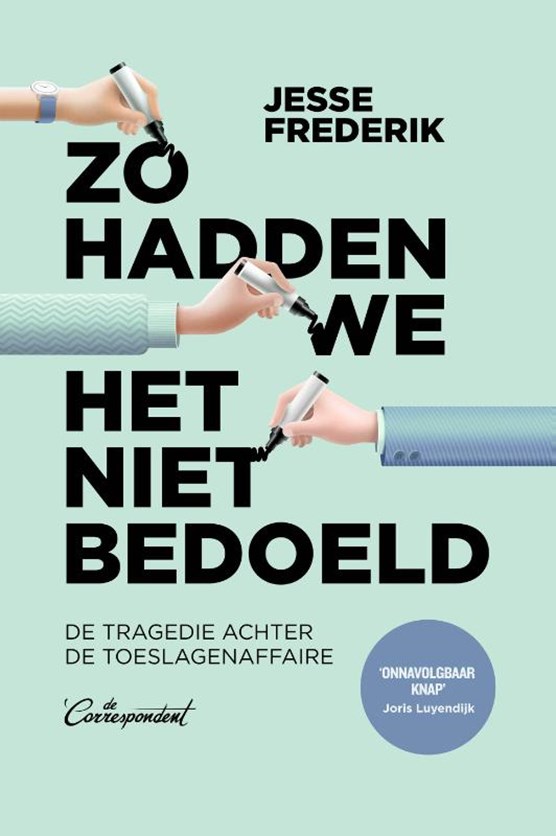 JESSE
FREDERIK
ZO
HADDEN
WE
HET
NIET
BEDOELD
DE TRAGEDIE ACHTER
DE TOESLAGENAFFAIRE
de
Correspondent
'ONNAVOLGBAAR
KNAP'
Joris Luyendijk